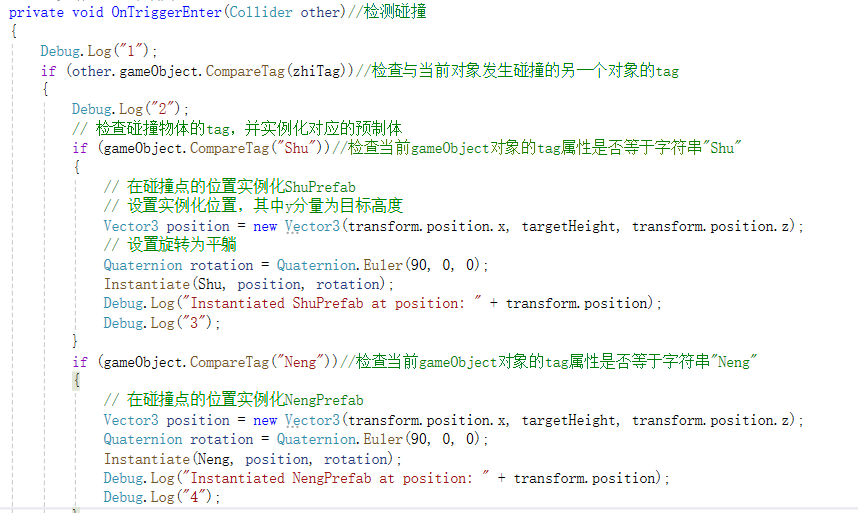 private void OnTriggerEnter(Collider other)//检测碰撞
{
Debug.Log("1");
if (other.gameObject.CompareTag(zhiTag))//检查与当前对象发生碰撞的另一个对象的tag
{
Debug.Log("2");
// 检查碰撞物体的tag，并实例化对应的预制体
if (gameObject.CompareTag("Shu"))//检查当前gameObject对象的tag属性是否等于字符串"Shu"
{
// 在碰撞点的位置实例化ShuPrefab
// 设置实例化位置，其中y分量为目标高度
Vector3 position = new Vector3(transform.position.x, targetHeight, transform.position.z);
// 设置旋转为平躺
Quaternion rotation = Quaternion.Euler(90, 0, 0);
Instantiate(Shu, position, rotation);
Debug.Log("Instantiated ShuPrefab at position: " + transform.position);
Debug.Log("3");
}
if (gameObject.CompareTag("Neng"))//检查当前gameObject对象的tag属性是否等于字符串"Neng"
{
// 在碰撞点的位置实例化NengPrefab
Vector3 position = new Vector3(transform.position.x, targetHeight, transform.position.z);
Quaternion rotation = Quaternion.Euler(90, 0, 0);
Instantiate(Neng, position, rotation);
Debug.Log("Instantiated NengPrefab at position: " + transform.position);
Debug.Log("4");
}